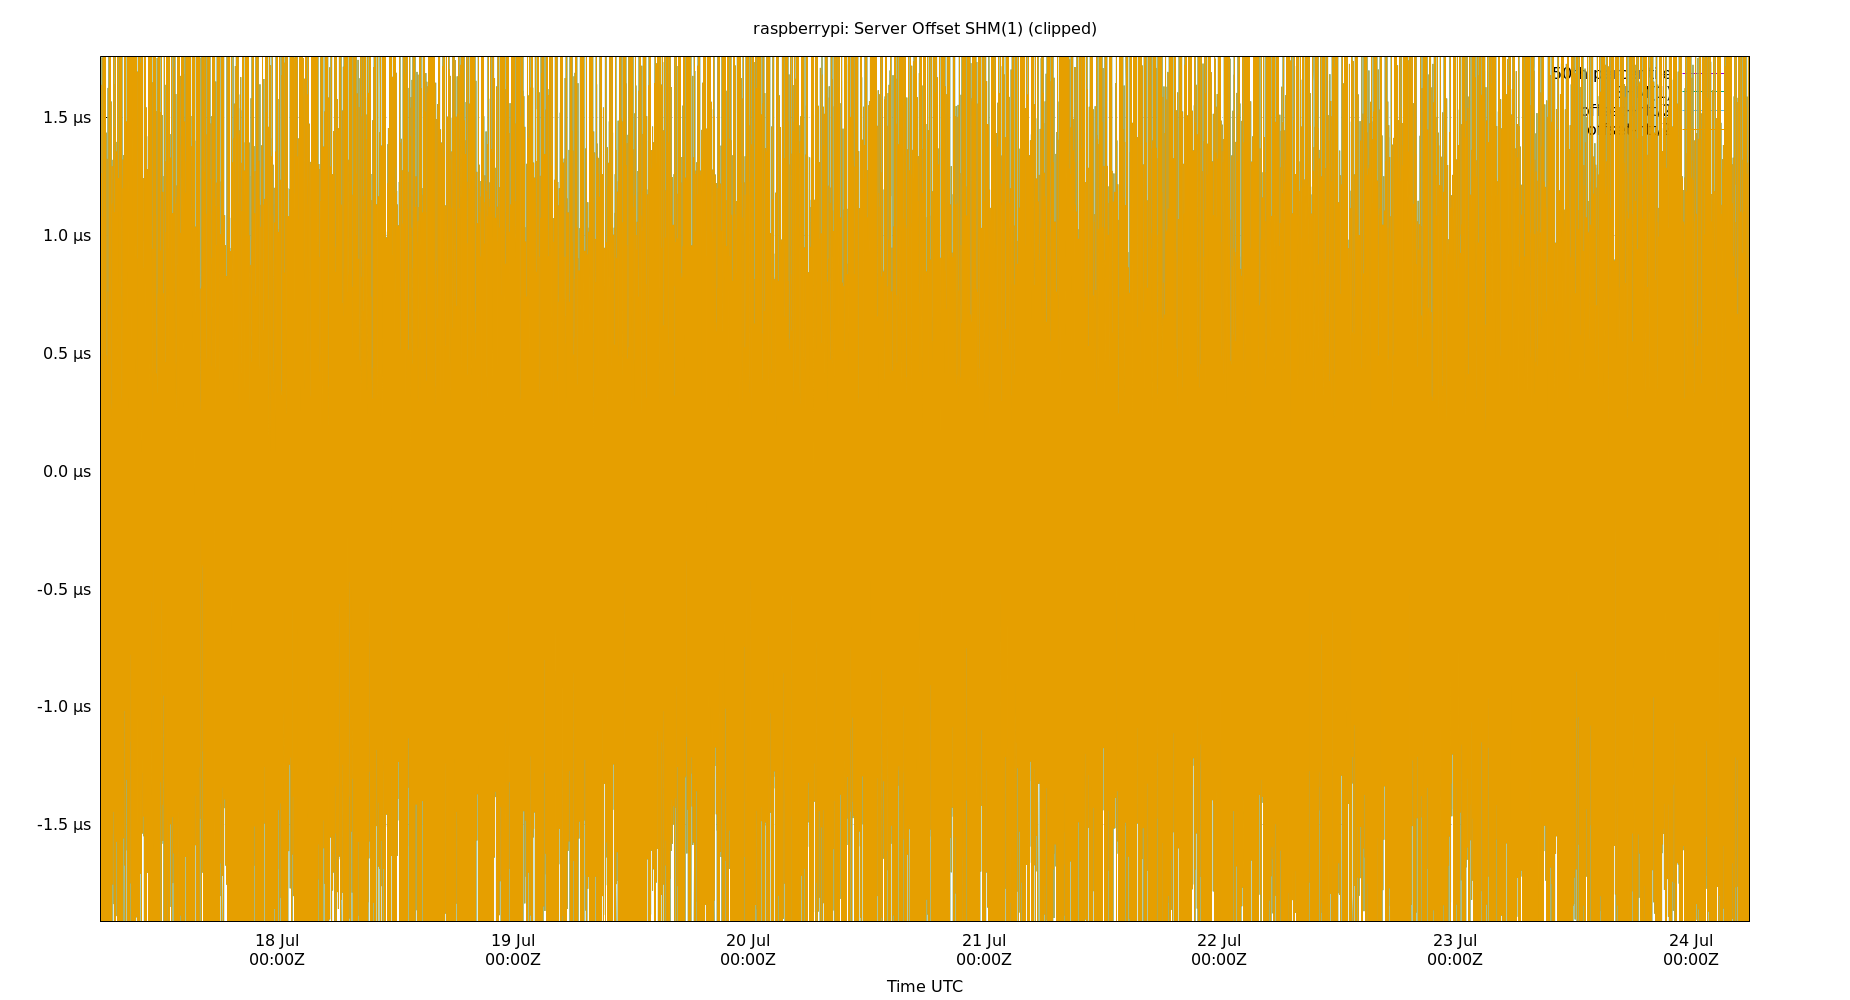 raspberrypi: Server Offset SHM(1) (clipped)
1.5 µs
1.0 µs
0.5 µs
0.0 µs
-0.5 µs
-1.0 µs
-1.5 µs
18 Jul 19 Jul 20 Jul 21 Jul 22 Jul 23 Jul 24 Jul
00:00Z 00:00Z 00:00Z 00:00Z 00:00Z 00:00Z 00:00Z
Time UTC